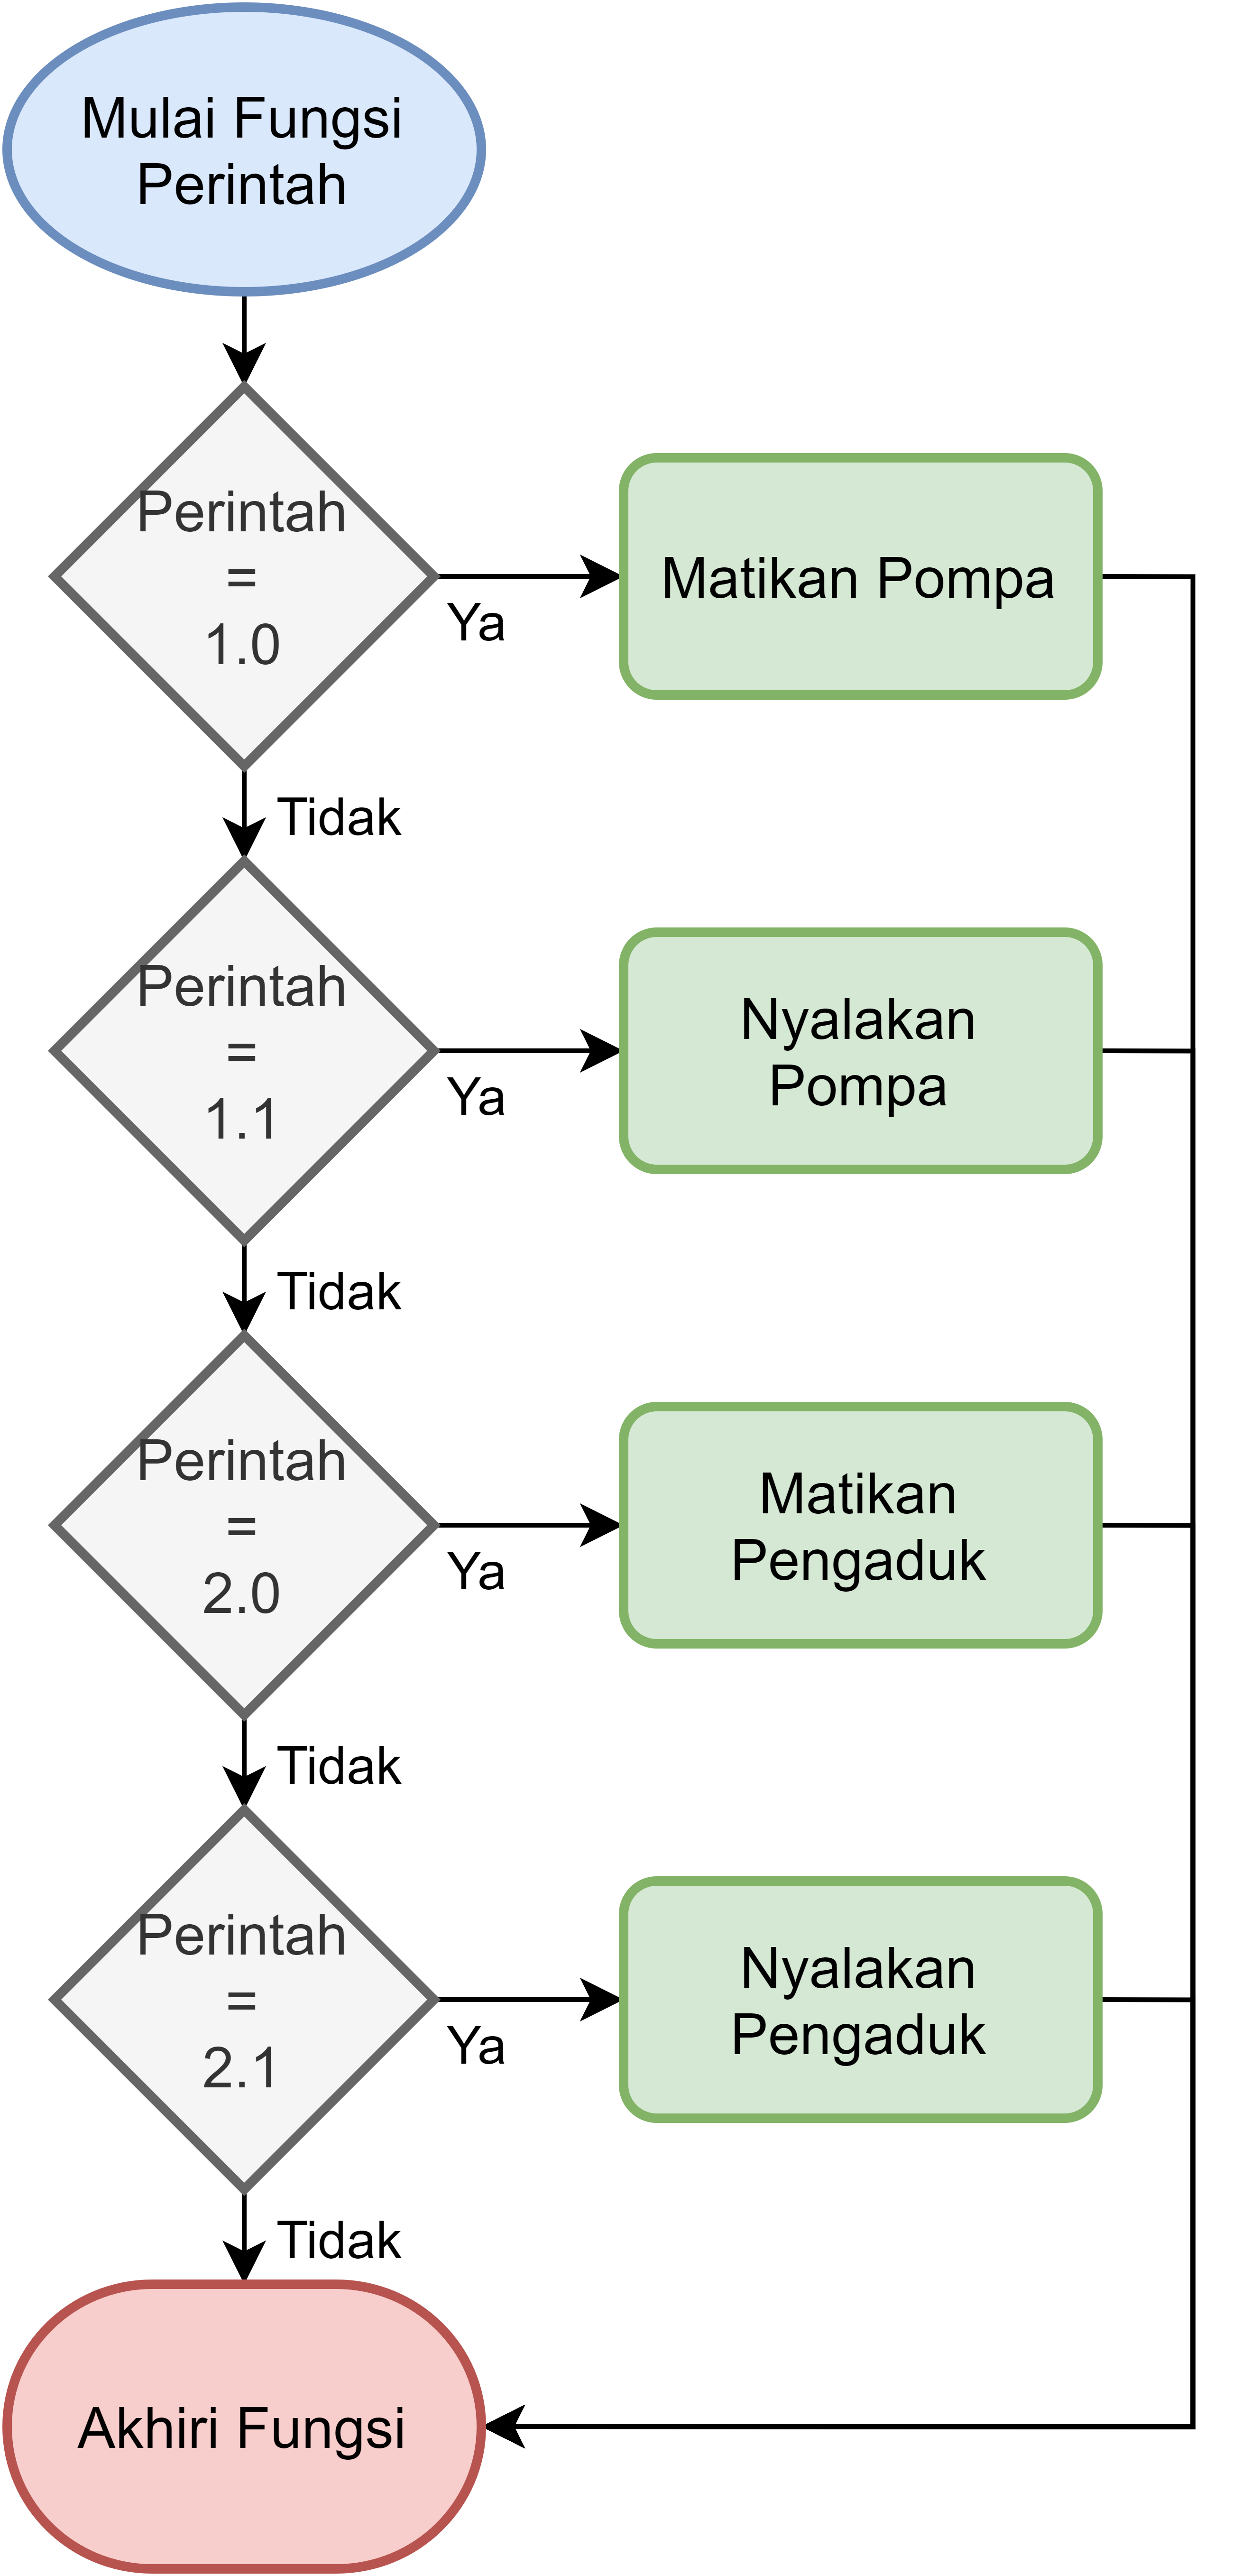 Mulai Fungsi
Perintah
Perintah
=
1.0
Ya
Matikan Pompa
Tidak
Perintah
=
1.1
Ya
Nyalakan
Pompa
Tidak
Perintah
=
2.0
Ya
Matikan
Pengaduk
Tidak
Perintah
=
2.1
Ya
Nyalakan
Pengaduk
Tidak
Akhiri Fungsi